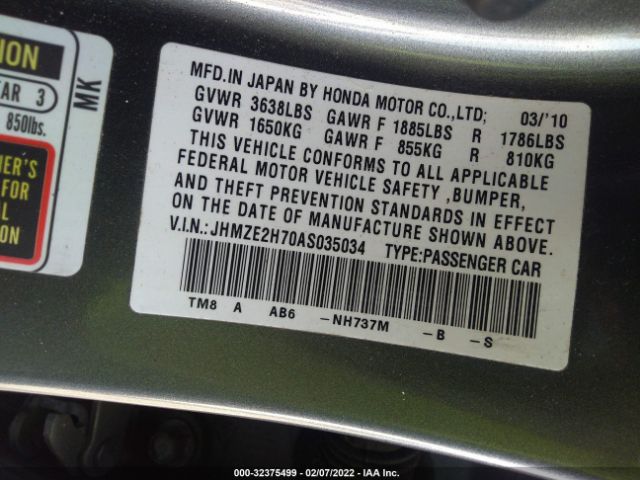 ION
EAR 3
850lbs.
MK
ER'S
FOR
AL
ON
MFD.IN JAPAN BY HONDA MOTOR CO.,LTD; 03/'10
GVWR 3638LBS GAWR F 1885LBS R 1786LBS
GVWR 1650KG GAWR F 855KG R 810KG
THIS VEHICLE CONFORMS TO ALL APPLICABLE
FEDERAL MOTOR VEHICLE SAFETY ,BUMPER,
AND THEFT PREVENTION STANDARDS IN EFFECT
ON THE DATE OF MANUFACTURE SHOWN ABOVE.
V.I.N.: JHMZE2H70AS035034 TYPE:PASSENGER CAR
TM8 A AB6 -NH737M -B -S
000-32375499 - 02/07/2022 - IAA Inc.